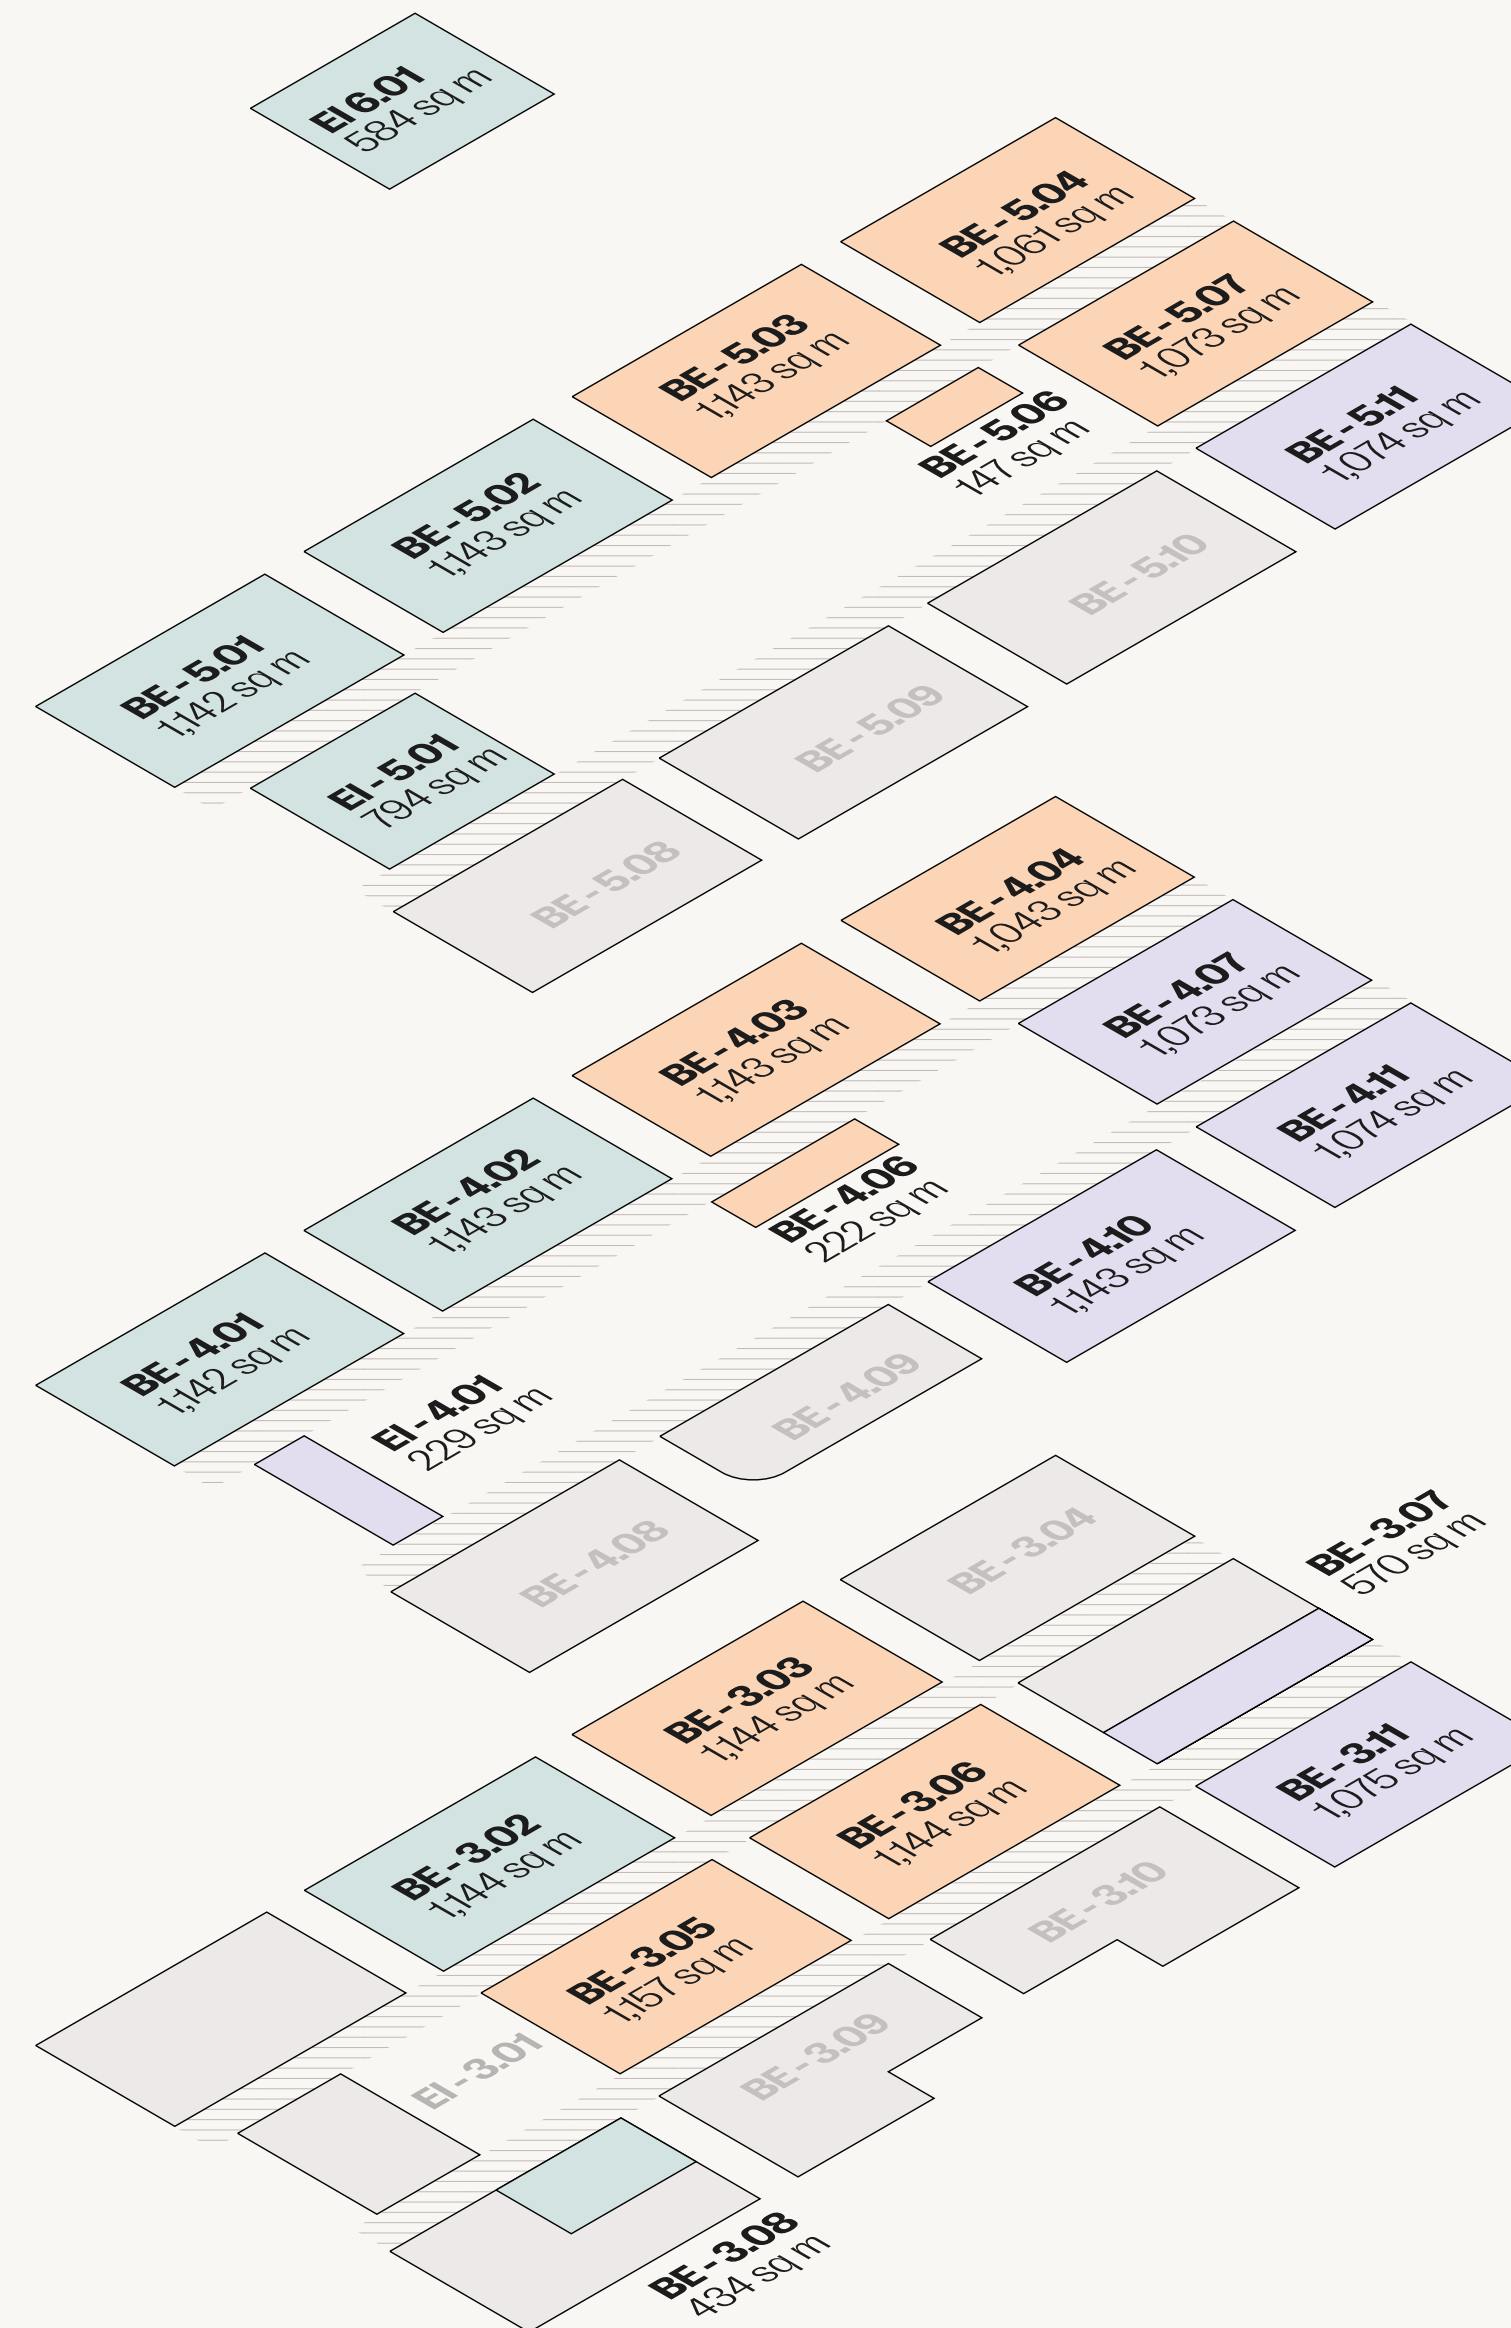 EI 6.01
584 sq m
BE - 5.04
1,061 sq m
BE - 5.07
1,073 sq m
BE - 5.03
1,143 sq m
BE - 5.06
147 sq m
BE - 5.11
1,074 sq m
BE - 5.02
1,143 sq m
BE - 5.10
BE - 5.01
1,142 sq m
BE - 5.09
EI - 5.01
794 sq m
BE - 5.08
BE - 4.04
1,043 sq m
BE - 4.07
1,073 sq m
BE - 4.03
1,143 sq m
BE - 4.11
1,074 sq m
BE - 4.06
222 sq m
BE - 4.02
1,143 sq m
BE - 4.10
1,143 sq m
BE - 4.01
1,142 sq m
EI - 4.01
229 sq m
BE - 4.09
BE - 4.08
BE - 3.04
BE - 3.07
570 sq m
BE - 3.03
1,144 sq m
BE - 3.11
1,075 sq m
BE - 3.06
1,144 sq m
BE - 3.02
1,144 sq m
BE - 3.10
BE - 3.05
1,157 sq m
EI - 3.01
BE - 3.09
BE - 3.08
434 sq m